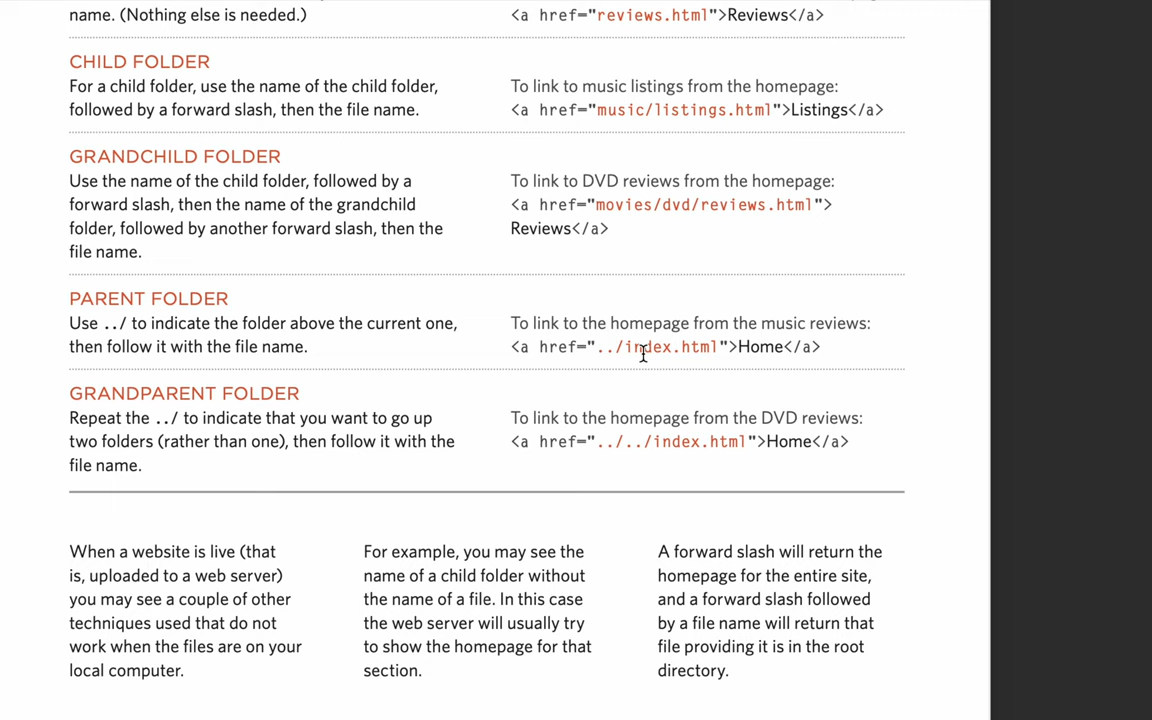 name. (Nothing else is needed.)
<a href="reviews.html">Reviews</a>
CHILD FOLDER
For a child folder, use the name of the child folder,
followed by a forward slash, then the file name.
To link to music listings from the homepage:
<a href="music/listings.html">Listings</a>
GRANDCHILD FOLDER
Use the name of the child folder, followed by a
forward slash, then the name of the grandchild
folder, followed by another forward slash, then the
file name.
To link to DVD reviews from the homepage:
<a href="movies/dvd/reviews.html">
Reviews</a>
PARENT FOLDER
Use ../ to indicate the folder above the current one,
then follow it with the file name.
To link to the homepage from the music reviews:
<a href="../index.html">Home</a>
GRANDPARENT FOLDER
Repeat the ../ to indicate that you want to go up
two folders (rather than one), then follow it with the
file name.
To link to the homepage from the DVD reviews:
<a href="../../index.html">Home</a>
When a website is live (that
is, uploaded to a web server)
you may see a couple of other
techniques used that do not
work when the files are on your
local computer.
For example, you may see the
name of a child folder without
the name of a file. In this case
the web server will usually try
to show the homepage for that
section.
A forward slash will return the
homepage for the entire site,
and a forward slash followed
by a file name will return that
file providing it is in the root
directory.